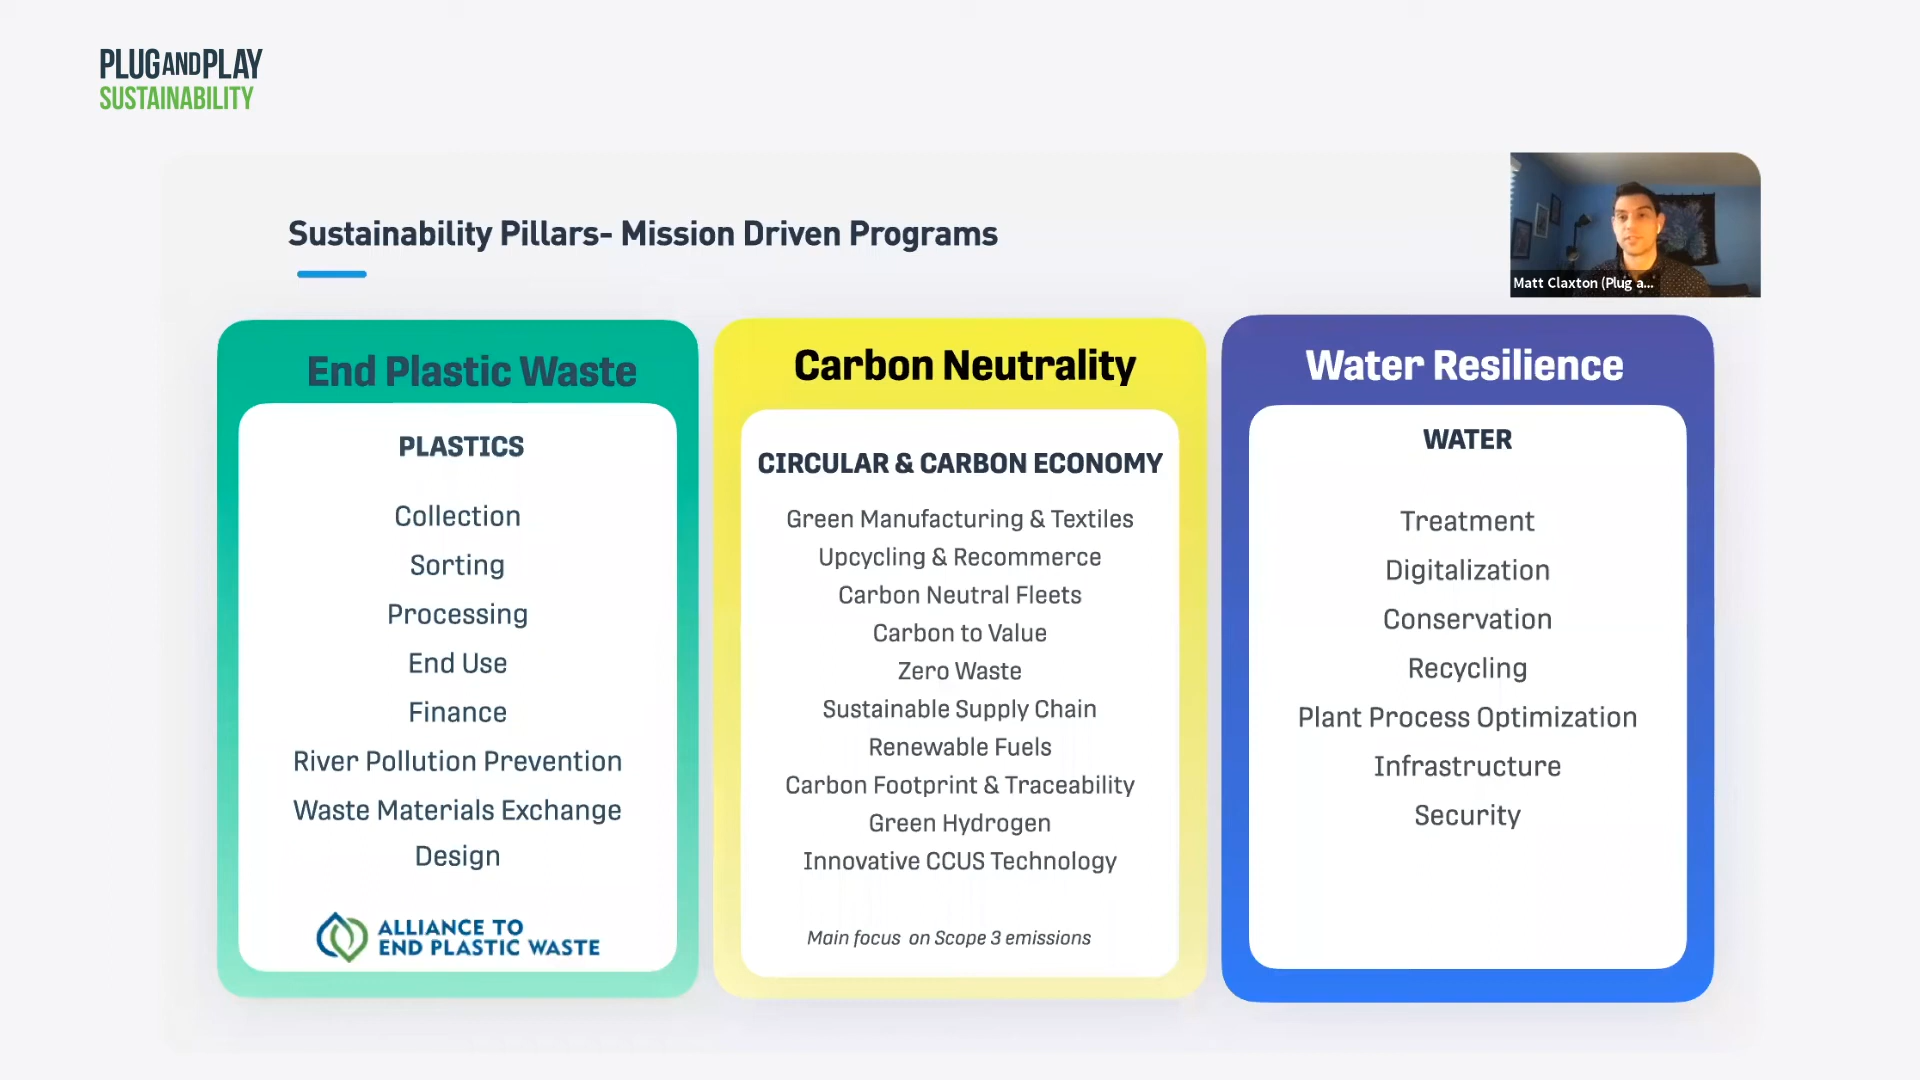 PLUGANDPLAY
SUSTAINABILITY
Sustainability Pillars- Mission Driven Programs
Matt Claxton (Plug a...
End Plastic Waste
PLASTICS
Collection
Sorting
Processing
End Use
Finance
River Pollution Prevention
Waste Materials Exchange
Design
ALLIANCE TO
END PLASTIC WASTE
Carbon Neutrality
CIRCULAR & CARBON ECONOMY
Green Manufacturing & Textiles
Upcycling & Recommerce
Carbon Neutral Fleets
Carbon to Value
Zero Waste
Sustainable Supply Chain
Renewable Fuels
Carbon Footprint & Traceability
Green Hydrogen
Innovative CCUS Technology
Main focus on Scope 3 emissions
Water Resilience
WATER
Treatment
Digitalization
Conservation
Recycling
Plant Process Optimization
Infrastructure
Security